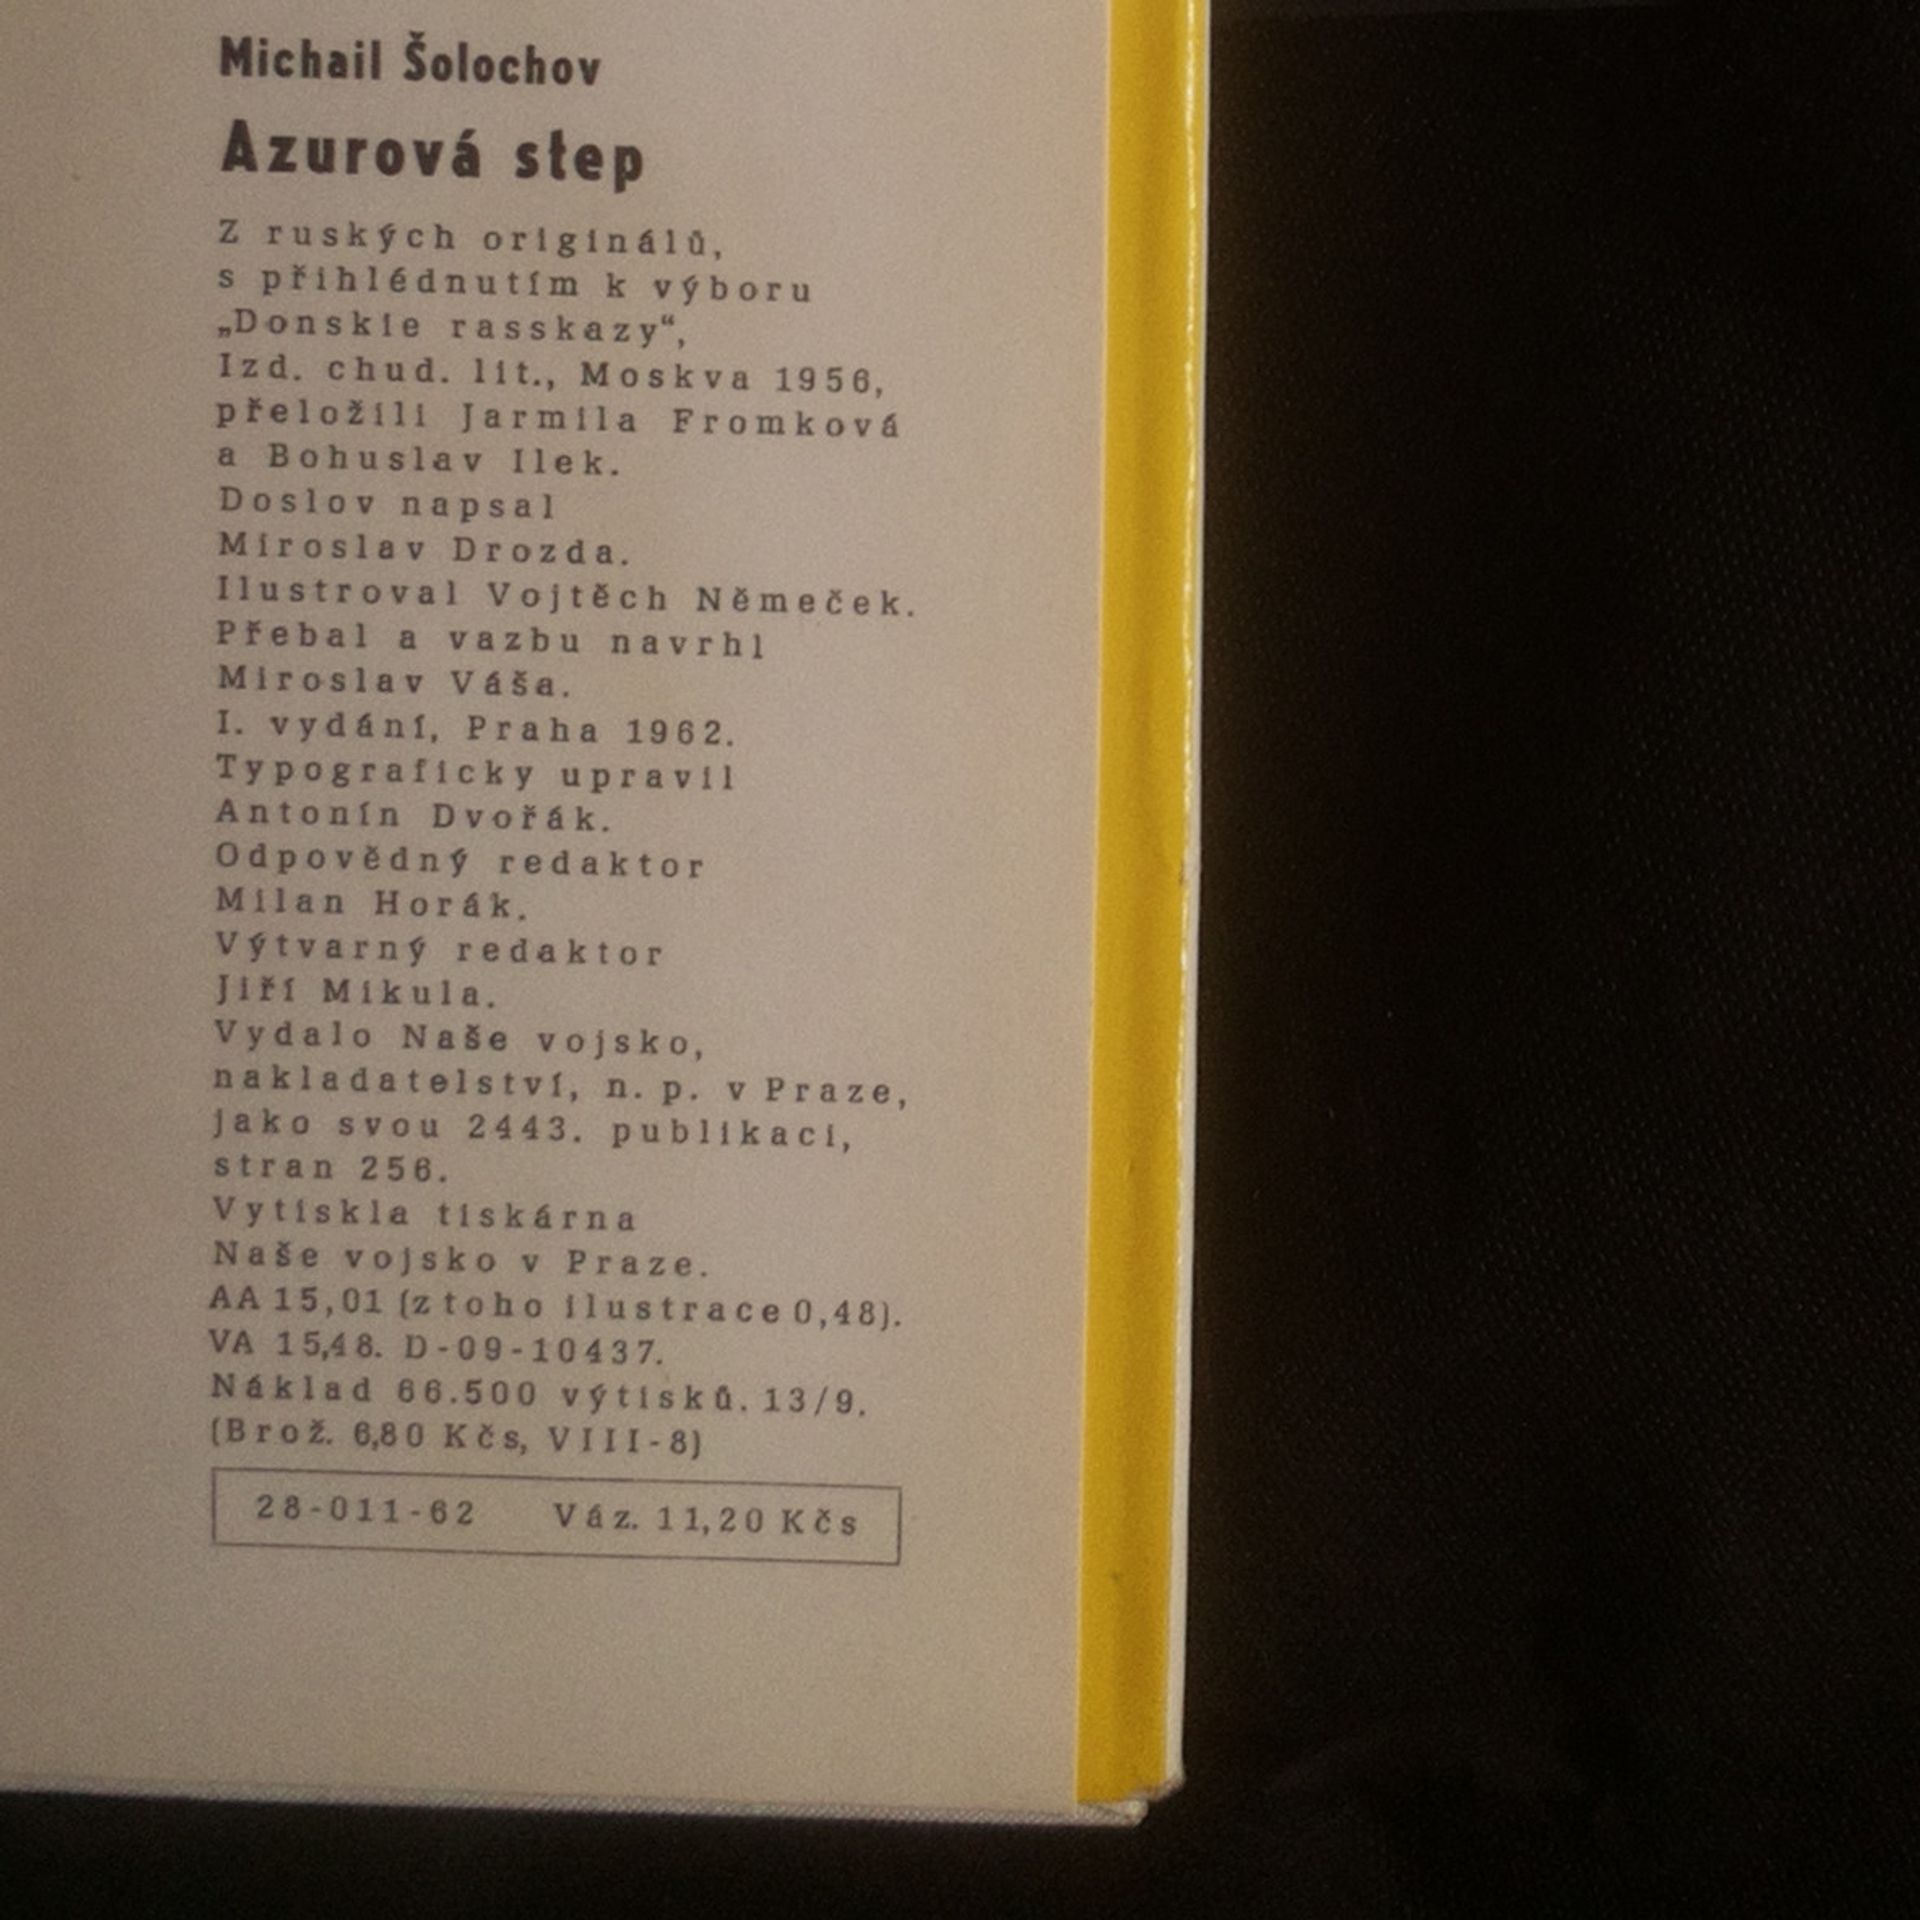 Michail Šolochov
Azurová step
Z ruských originálů,
s přihlédnutím k výboru
„Donskie rasskazy“,
Izd. chud. lit., Moskva 1956,
přeložili Jarmila Fromková
a Bohuslav Ilek.
Doslov napsal
Miroslav Drozda.
Ilustroval Vojtěch Němeček.
Přebal a vazbu navrhl
Miroslav Váša.
I. vydání, Praha 1962.
Typograficky upravil
Antonín Dvořák.
Odpovědný redaktor
Milan Horák.
Výtvarný redaktor
Jiří Mikula.
Vydalo Naše vojsko,
nakladatelství, n. p. v Praze,
jako svou 2443. publikaci,
stran 256.
Vytiskla tiskárna
Naše vojsko v Praze.
AA 15,01 (z toho ilustrace 0,48).
VA 15,48. D-09-10437.
Náklad 66.500 výtisků. 13/9.
(Brož. 6,80 Kčs, VIII-8)
28-011-62 Váz. 11,20 Kčs